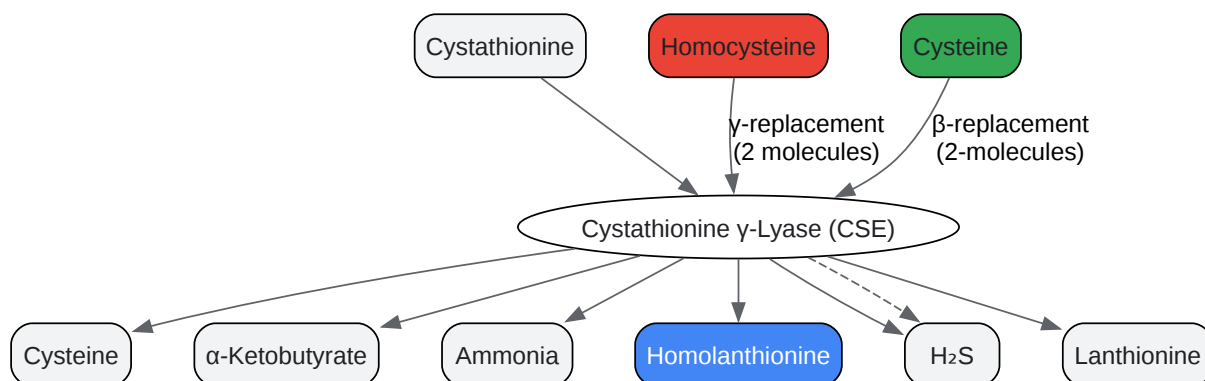 Cystathionine
Homocysteine
Cysteine
γ-replacement
(2 molecules)
β-replacement
(2-molecules)
Cystathionine γ-Lyase (CSE)
Cysteine
α-Ketobutyrate
Ammonia
Homolanthionine
H₂S
Lanthionine